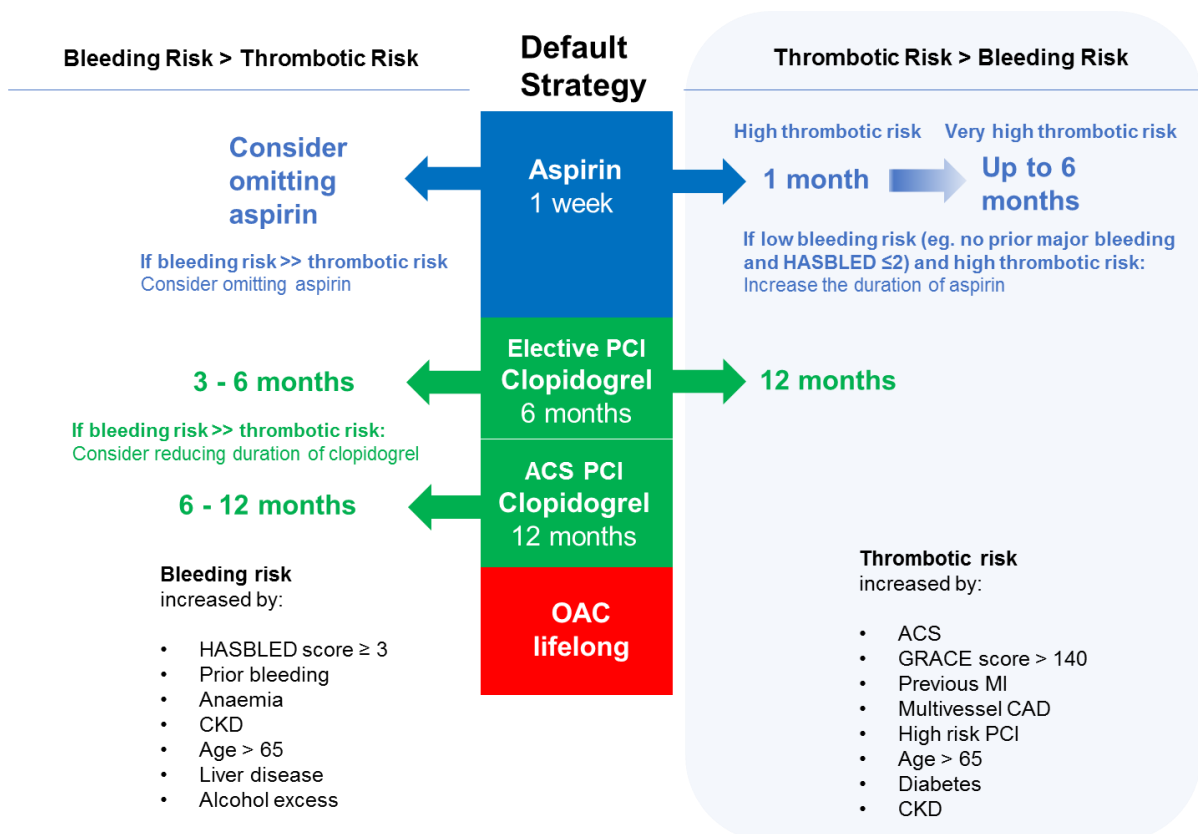 Bleeding Risk > Thrombotic Risk
Default
Strategy
Thrombotic Risk > Bleeding Risk
Consider
omitting
aspirin
If bleeding risk >> thrombotic risk
Consider omitting aspirin
Aspirin
1 week
High thrombotic risk
Very high thrombotic risk
1 month
Up to 6
months
If low bleeding risk (eg. no prior major bleeding
and HASBLED ≤2) and high thrombotic risk:
Increase the duration of aspirin
3 - 6 months
Elective PCI
Clopidogrel
6 months
12 months
If bleeding risk >> thrombotic risk:
Consider reducing duration of clopidogrel
6 - 12 months
ACS PCI
Clopidogrel
12 months
OAC
lifelong
Bleeding risk
increased by:
• HASBLED score ≥ 3
• Prior bleeding
• Anaemia
• CKD
• Age > 65
• Liver disease
• Alcohol excess
Thrombotic risk
increased by:
• ACS
• GRACE score > 140
• Previous MI
• Multivessel CAD
• High risk PCI
• Age > 65
• Diabetes
• CKD